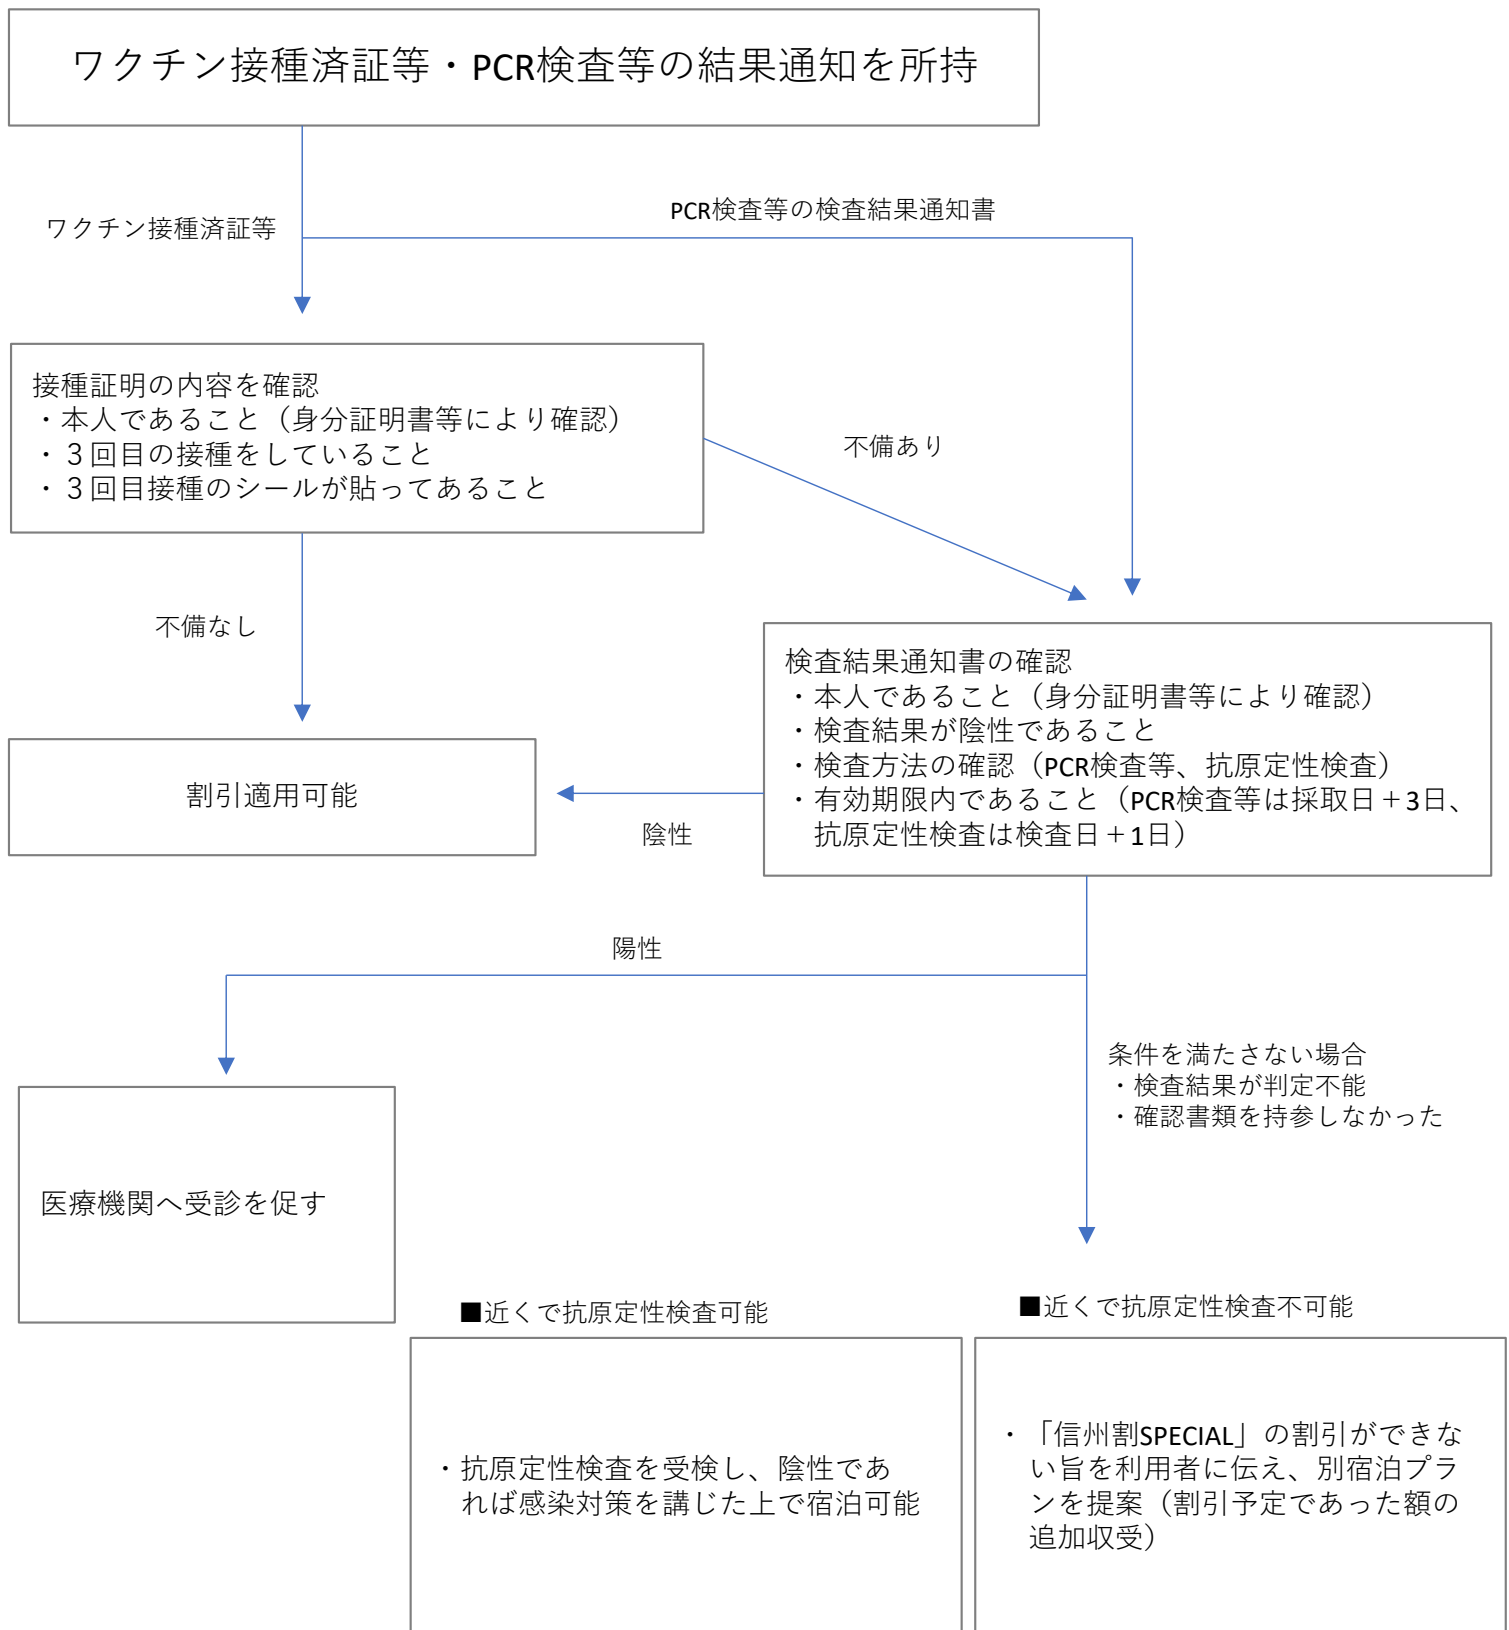 ワクチン接種済証等・PCR検査等の結果通知を所持
PCR検査等の検査結果通知書
ワクチン接種済証等
接種証明の内容を確認
・本人であること（身分証明書等により確認）
・３回目の接種をしていること
・３回目接種のシールが貼ってあること
不備あり
不備なし
検査結果通知書の確認
・本人であること（身分証明書等により確認）
・検査結果が陰性であること
・検査方法の確認（PCR検査等、抗原定性検査）
・有効期限内であること（PCR検査等は採取日＋3日、
抗原定性検査は検査日＋1日）
割引適用可能
陰性
陽性
条件を満たさない場合
・検査結果が判定不能
・確認書類を持参しなかった
医療機関へ受診を促す
■近くで抗原定性検査可能
■近くで抗原定性検査不可能
・抗原定性検査を受検し、陰性であ
れば感染対策を講じた上で宿泊可能
・「信州割SPECIAL」の割引ができな
い旨を利用者に伝え、別宿泊プラ
ンを提案（割引予定であった額の
追加収受）